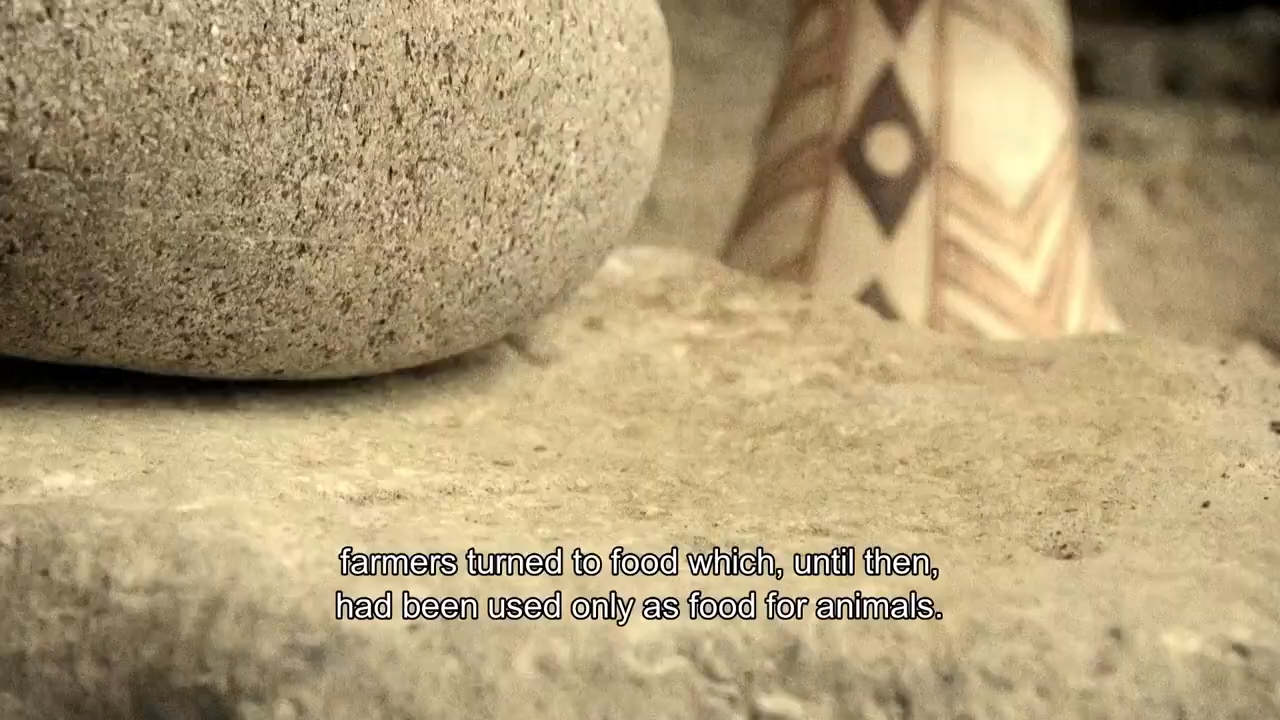 farmers turned to food which, until then,
had been used only as food for animals.